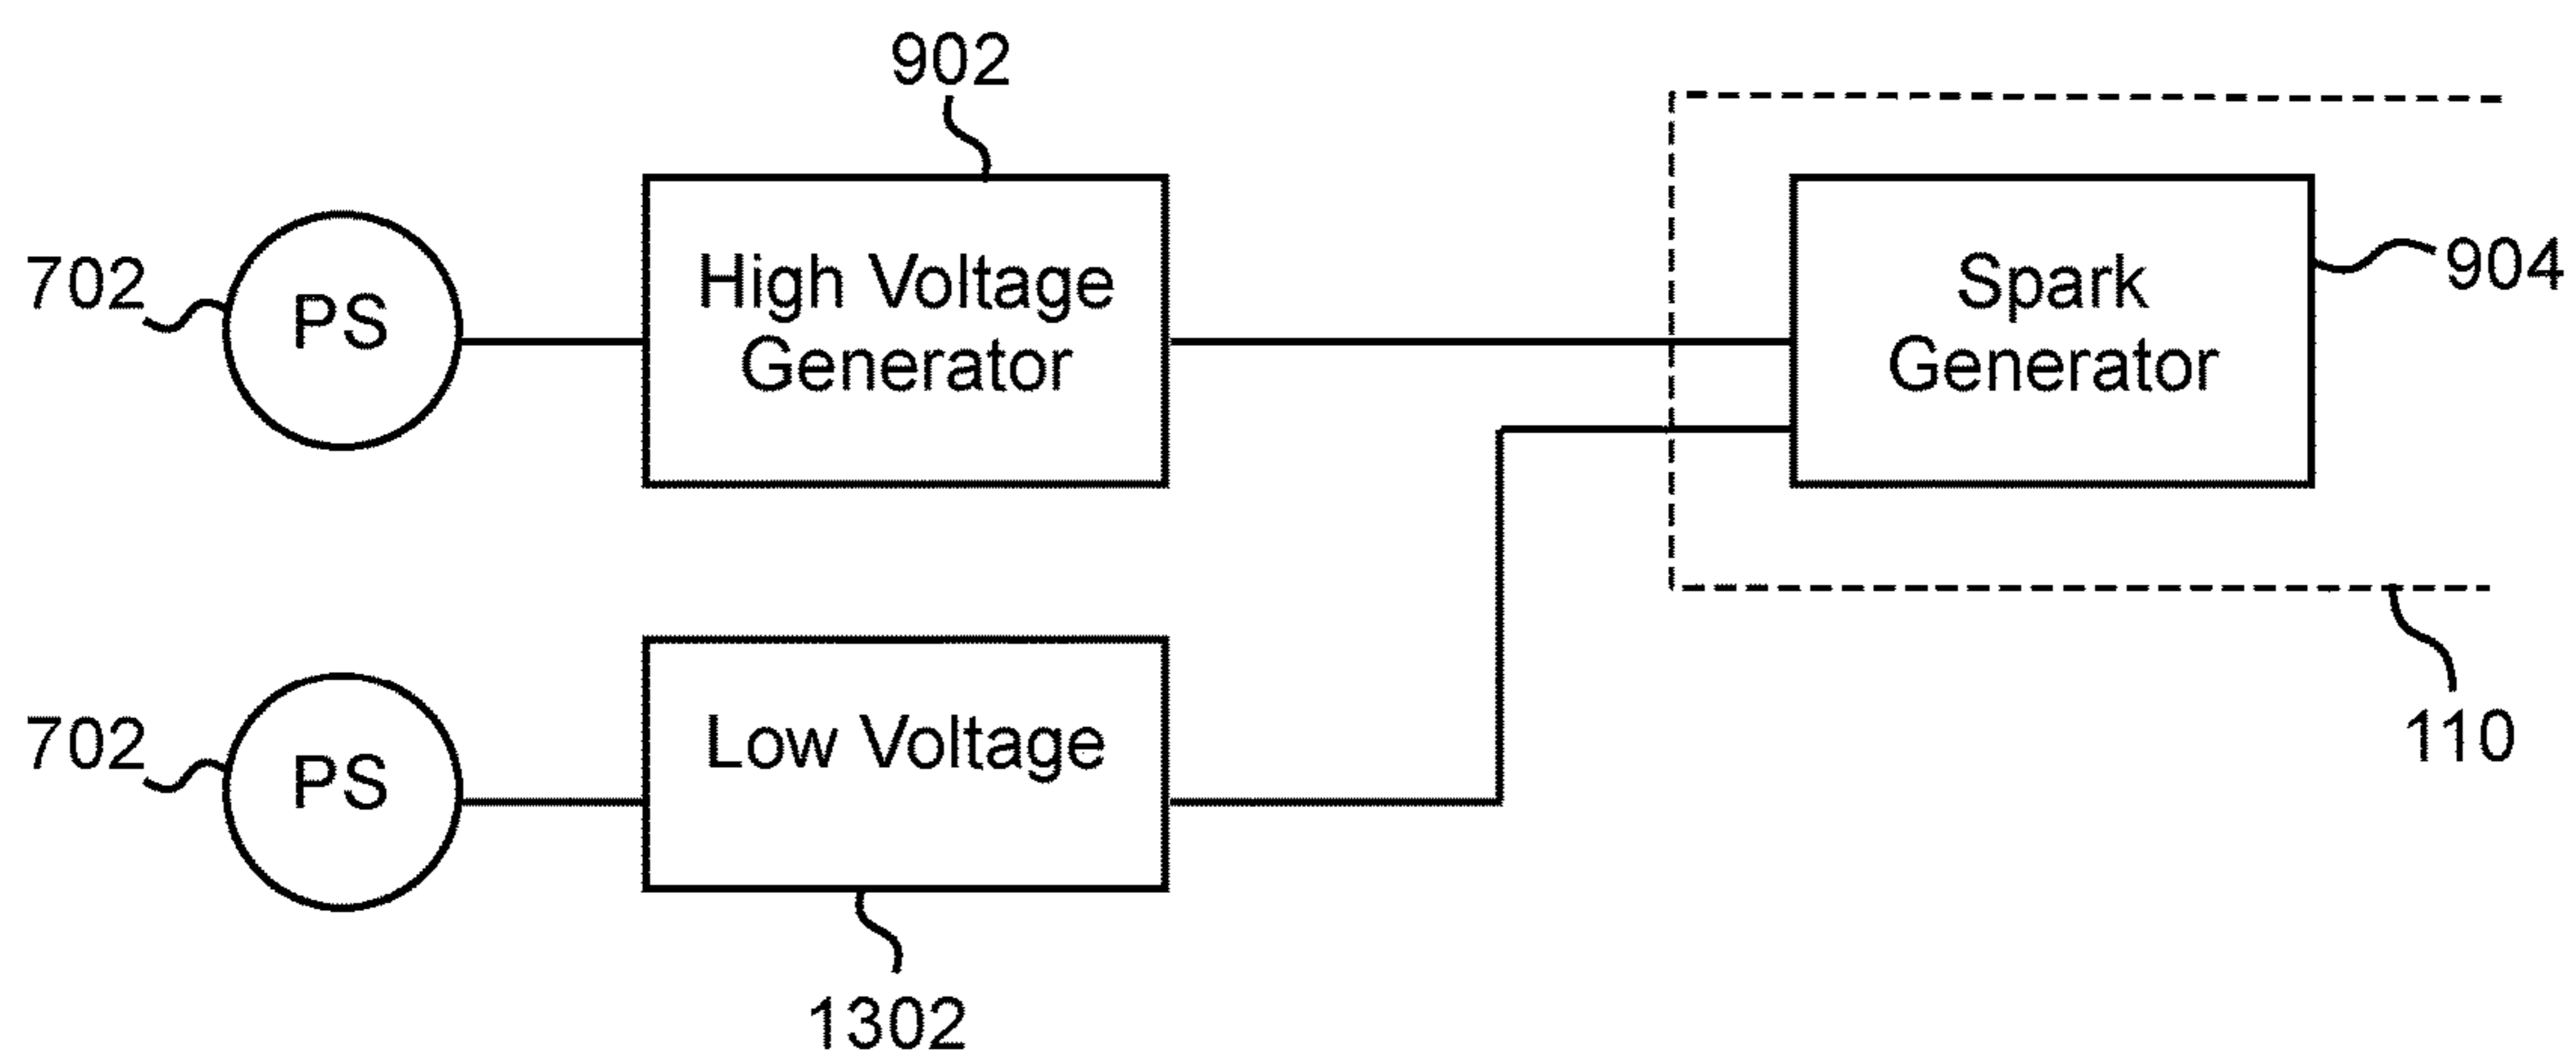 902
702
PS
High Voltage
Generator
Spark
Generator
904
702
PS
Low Voltage
110
1302